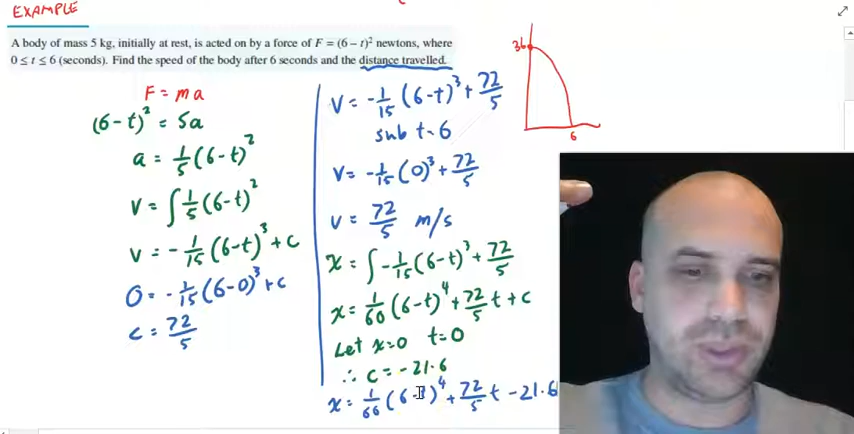 EXAMPLE
A body of mass 5 kg, initially at rest, is acted on by a force of F = (6 − t)² newtons, where
0 ≤ t ≤ 6 (seconds). Find the speed of the body after 6 seconds and the distance travelled.
F = ma
(6-t)² = 5a
a = 1/5 (6-t)²
v = ∫ 1/5 (6-t)²
v = -1/15 (6-t)³ + c
0 = -1/15 (6-0)³ + c
c = 72/5
v = -1/15 (6-t)³ + 72/5
sub t=6
v = -1/15 (0)³ + 72/5
v = 72/5 m/s
x = ∫ -1/15 (6-t)³ + 72/5
x = 1/60 (6-t)⁴ + 72/5 t + c
Let x=0 t=0
∴ c = -21.6
x = 1/60 (6-t)⁴ + 72/5 t - 21.6
36
6